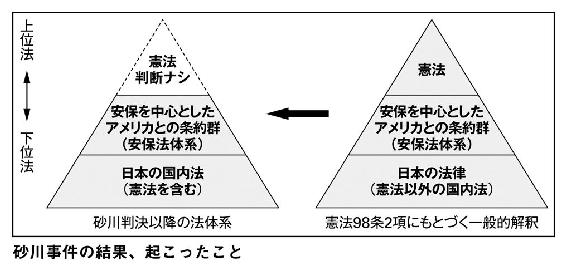 上位法
下位法
憲法
判断ナシ
安保を中心とした
アメリカとの条約群
(安保法体系)
日本の国内法
(憲法を含む)
砂川判決以降の法体系
憲法
安保を中心とした
アメリカとの条約群
(安保法体系)
日本の法律
(憲法以外の国内法)
憲法98条2項にもとづく一般的解釈
砂川事件の結果、起こったこと